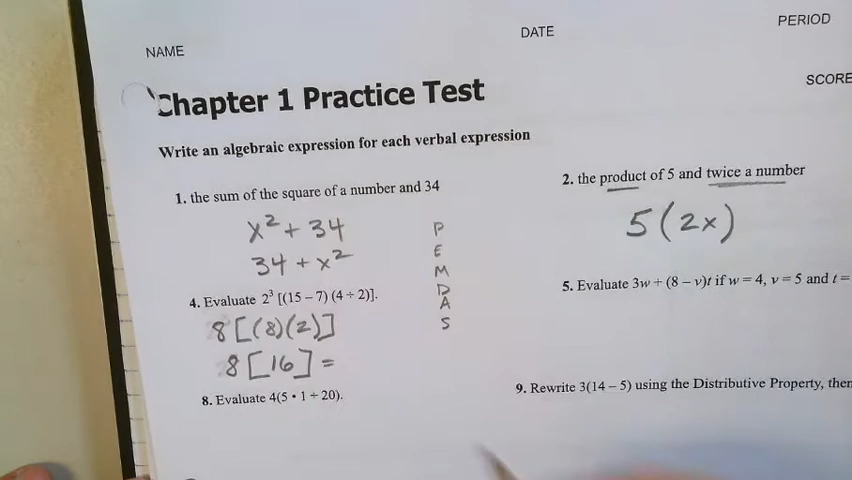 NAME
DATE
PERIOD
SCORE
Chapter 1 Practice Test
Write an algebraic expression for each verbal expression
1. the sum of the square of a number and 34
x² + 34
34 + x²
2. the product of 5 and twice a number
5(2x)
P
E
M
D
A
S
4. Evaluate 2³ [(15 – 7) (4 ÷ 2)].
8[(8)(2)]
8[16] =
5. Evaluate 3w + (8 – v)t if w = 4, v = 5 and t =
8. Evaluate 4(5 • 1 ÷ 20).
9. Rewrite 3(14 – 5) using the Distributive Property, then